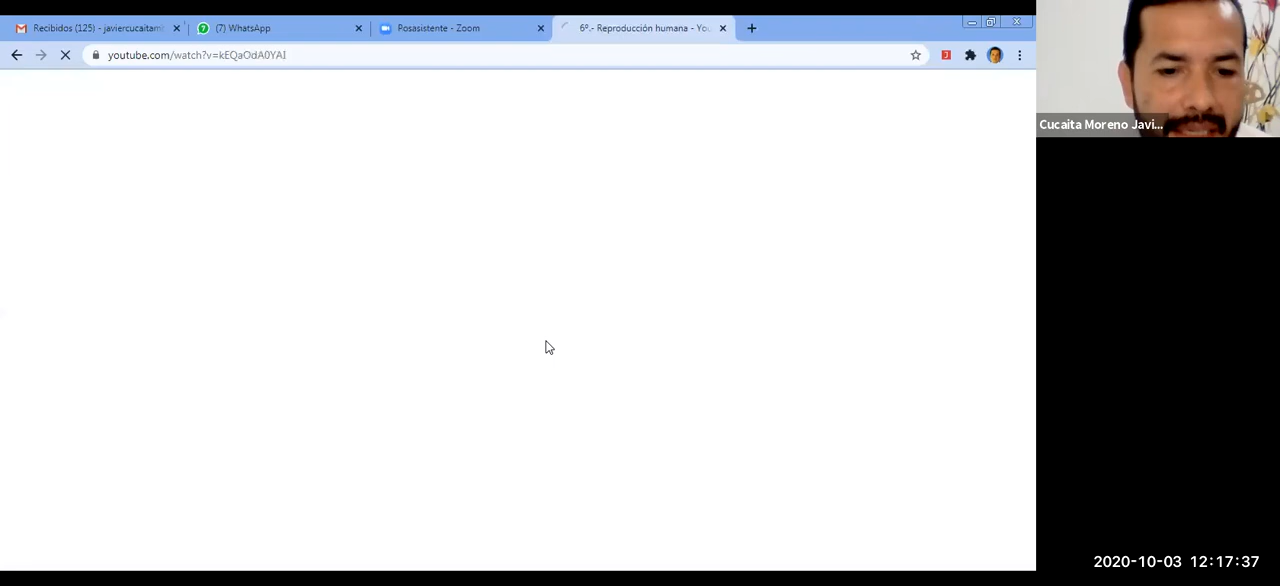 Recibidos (125) - javiercucaitam
(7) WhatsApp
Posasistente - Zoom
6º.- Reproducción humana - You
youtube.com/watch?v=kEQaOdA0YAI
Cucaita Moreno Javi...
2020-10-03 12:17:37